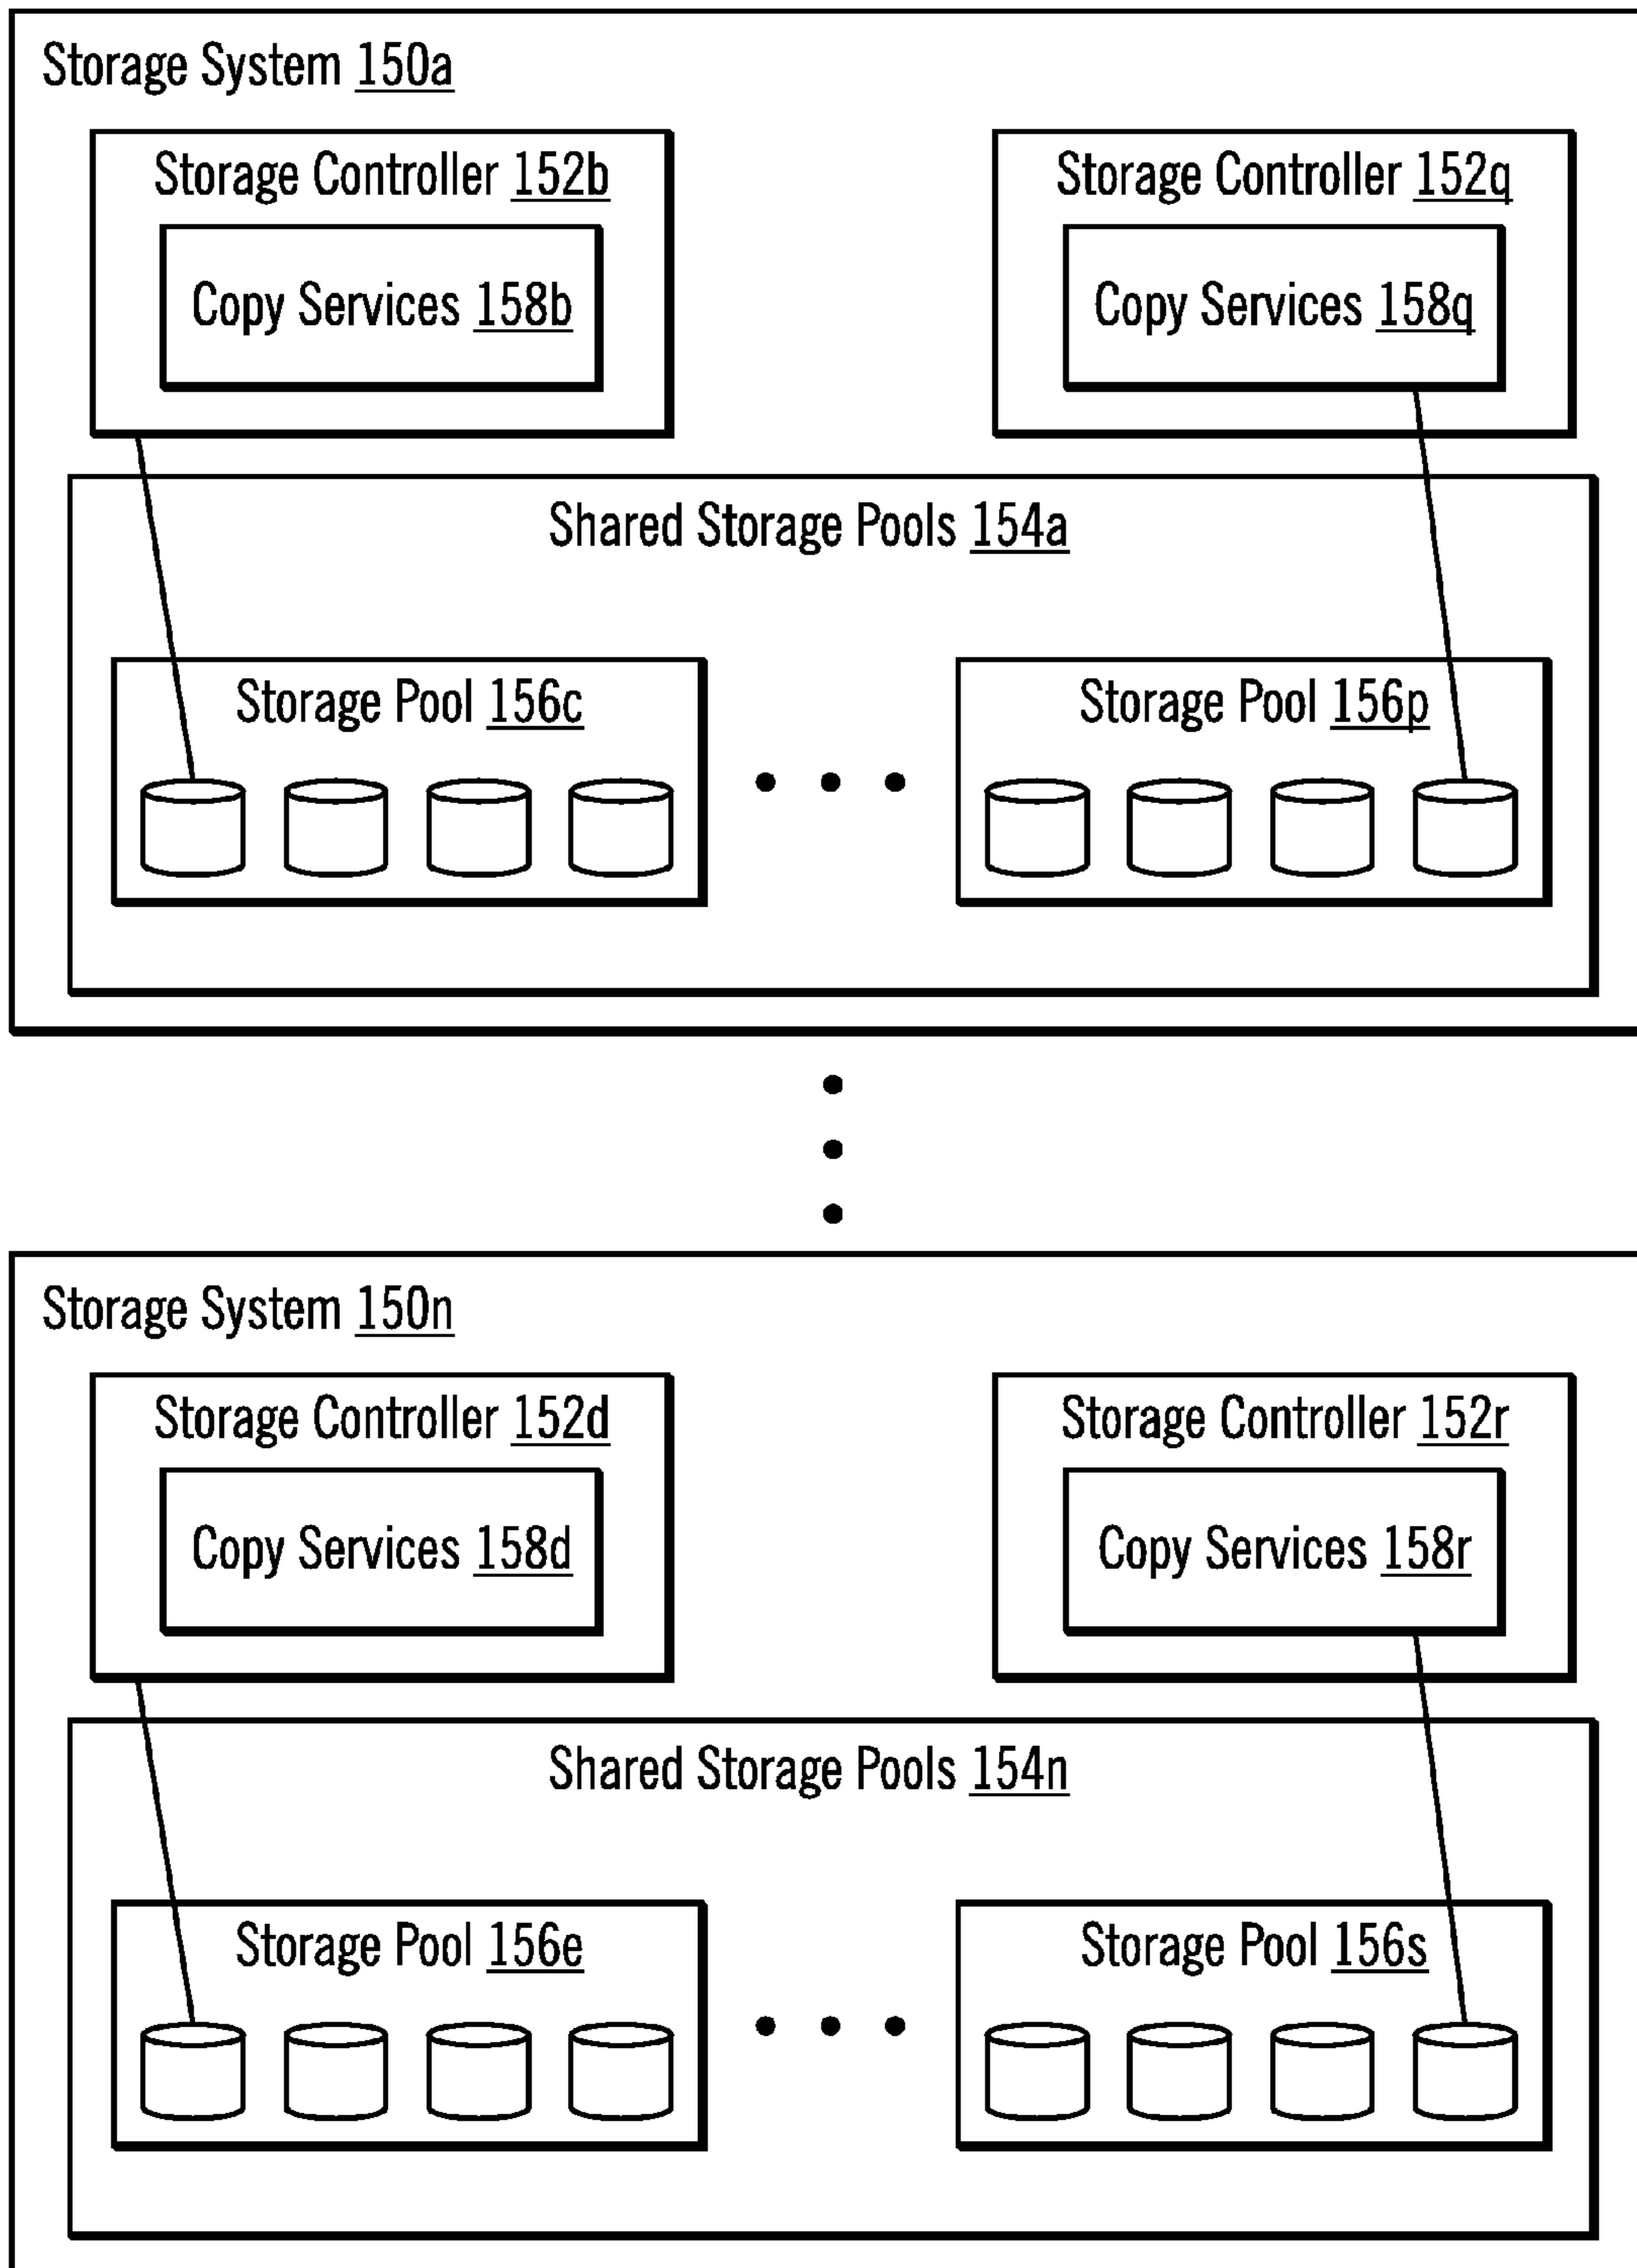 Storage System 150a
Storage Controller 152b
Storage Controller 152q
Copy Services 158b
Copy Services 158q
Shared Storage Pools 154a
Storage Pool 156c
Storage Pool 156p
Storage System 150n
Storage Controller 152d
Storage Controller 152r
Copy Services 158d
Copy Services 158r
Shared Storage Pools 154n
Storage Pool 156e
Storage Pool 156s